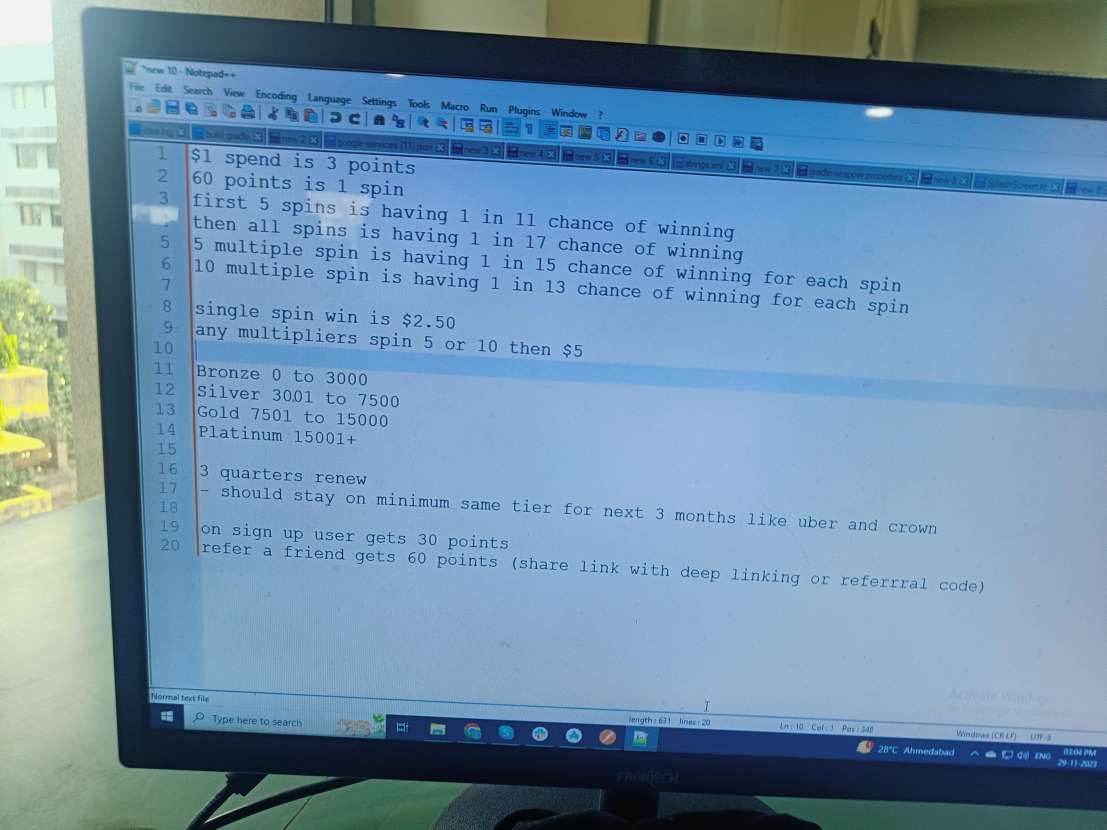 *new 10 - Notepad++
File Edit Search View Encoding Language Settings Tools Macro Run Plugins Window ?
idea.log build.gradle new 2 google-services (11).json new 3 new 4 new 5 new 6 strings.xml new 7 gradle-wrapper.properties new 8 SplashScreen.kt new 9
1 $1 spend is 3 points
2 60 points is 1 spin
3 first 5 spins is having 1 in 11 chance of winning
then all spins is having 1 in 17 chance of winning
5 5 multiple spin is having 1 in 15 chance of winning for each spin
6 10 multiple spin is having 1 in 13 chance of winning for each spin
7
8 single spin win is $2.50
9 any multipliers spin 5 or 10 then $5
10
11 Bronze 0 to 3000
12 Silver 3001 to 7500
13 Gold 7501 to 15000
14 Platinum 15001+
15
16 3 quarters renew
17 - should stay on minimum same tier for next 3 months like uber and crown
18
19 on sign up user gets 30 points
20 refer a friend gets 60 points (share link with deep linking or referrral code)
Activate Windows
Normal text file length : 631 lines : 20 Ln : 10 Col : 1 Pos : 348 Windows (CR LF) UTF-8
Type here to search 28°C Ahmedabad ENG 03:04 PM
29-11-2023
FRONTECH